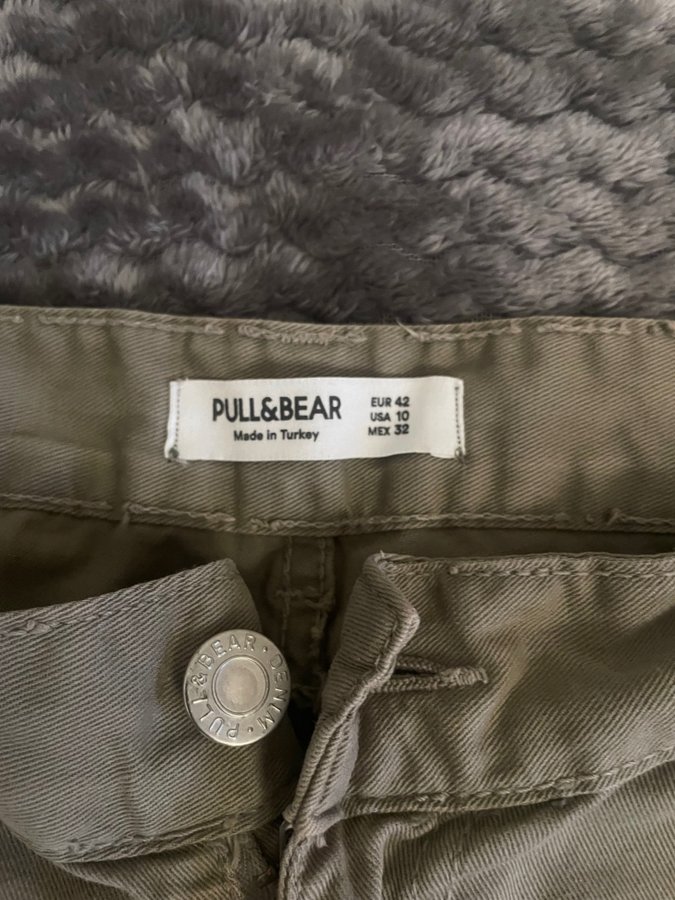 PULL&BEAR
Made in Turkey
EUR 42
USA 10
MEX 32
PULL&BEAR • DENIM •